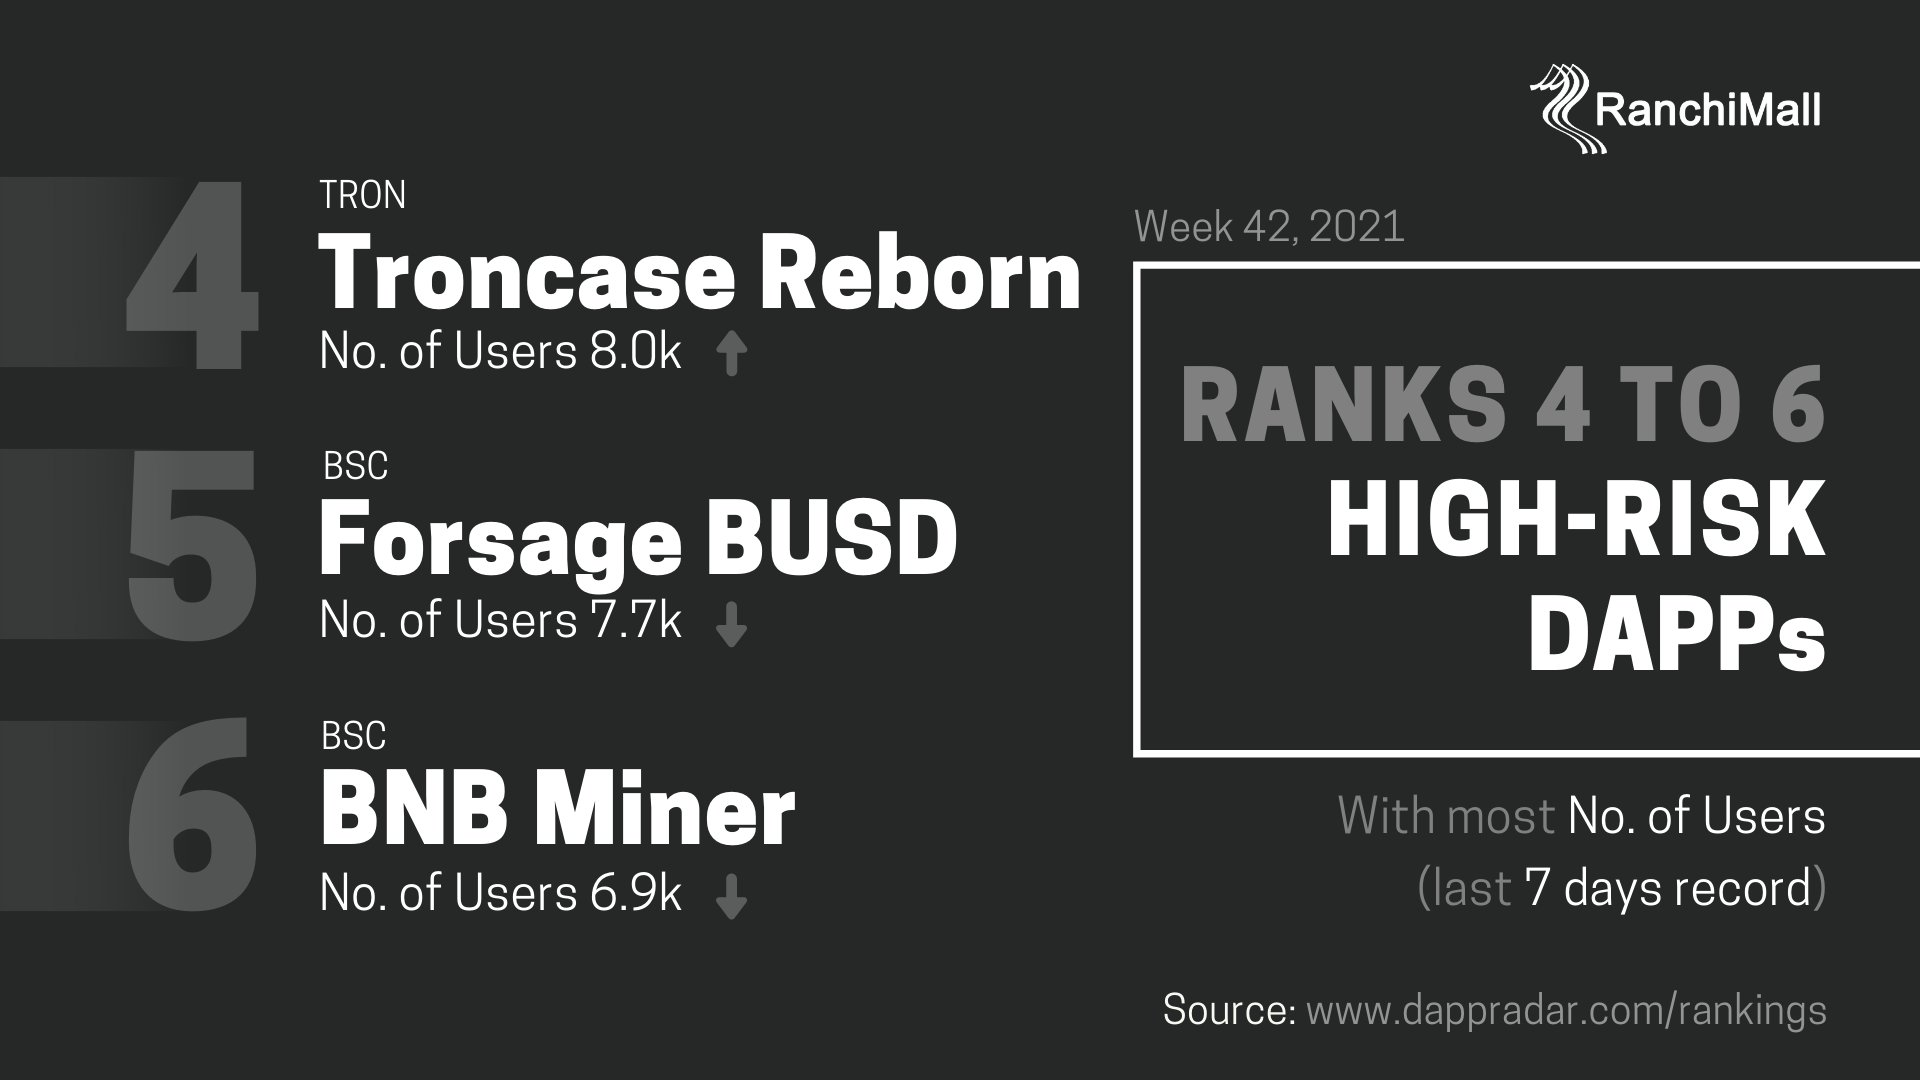 RanchiMall
4
TRON
Troncase Reborn
No. of Users 8.0k
5
BSC
Forsage BUSD
No. of Users 7.7k
6
BSC
BNB Miner
No. of Users 6.9k
Week 42, 2021
RANKS 4 TO 6
HIGH-RISK
DAPPs
With most No. of Users
(last 7 days record)
Source: www.dappradar.com/rankings